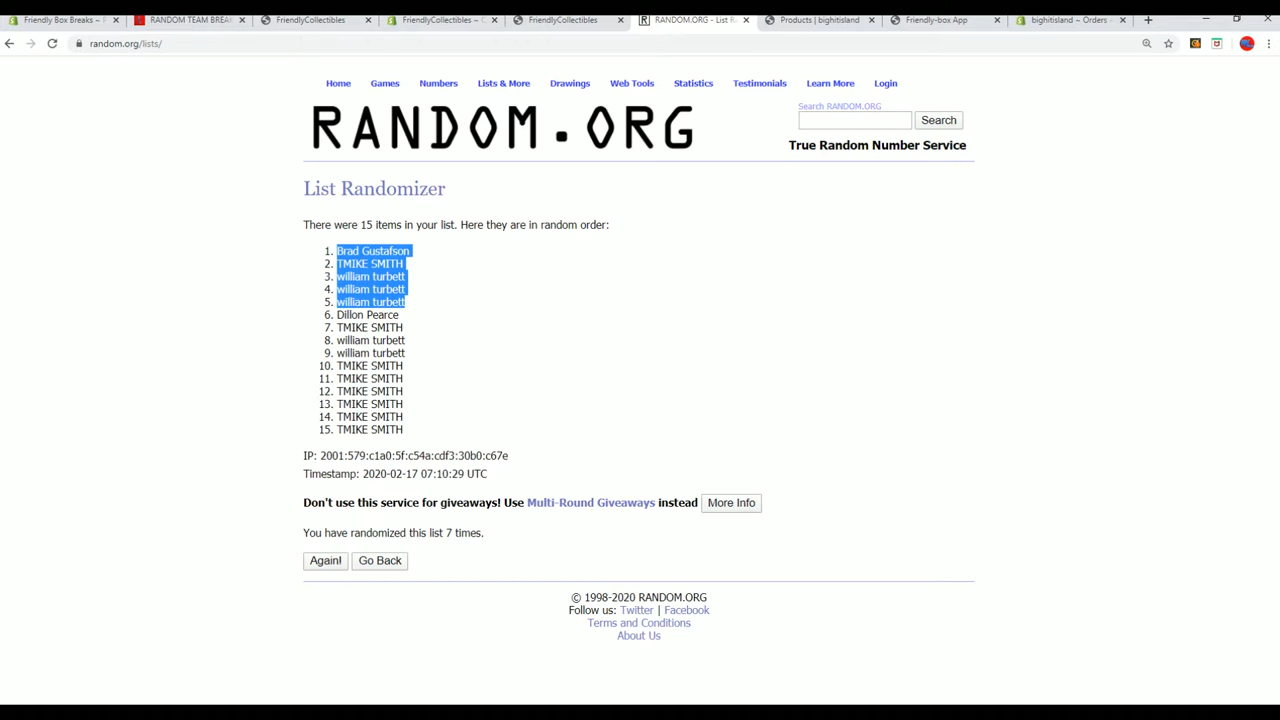 Friendly Box Breaks ~
RANDOM TEAM BREA
FriendlyCollectibles
FriendlyCollectibles ~
FriendlyCollectibles
RANDOM.ORG - List R
Products | bighitisland
Friendly-box App
bighitisland ~ Orders
random.org/lists/
Home Games Numbers Lists & More Drawings Web Tools Statistics Testimonials Learn More Login
RANDOM.ORG
Search RANDOM.ORG
Search
True Random Number Service
List Randomizer
There were 15 items in your list. Here they are in random order:
1. Brad Gustafson
2. TMIKE SMITH
3. william turbett
4. william turbett
5. william turbett
6. Dillon Pearce
7. TMIKE SMITH
8. william turbett
9. william turbett
10. TMIKE SMITH
11. TMIKE SMITH
12. TMIKE SMITH
13. TMIKE SMITH
14. TMIKE SMITH
15. TMIKE SMITH
IP: 2001:579:c1a0:5f:c54a:cdf3:30b0:c67e
Timestamp: 2020-02-17 07:10:29 UTC
Don't use this service for giveaways! Use Multi-Round Giveaways instead More Info
You have randomized this list 7 times.
Again! Go Back
© 1998-2020 RANDOM.ORG
Follow us: Twitter | Facebook
Terms and Conditions
About Us